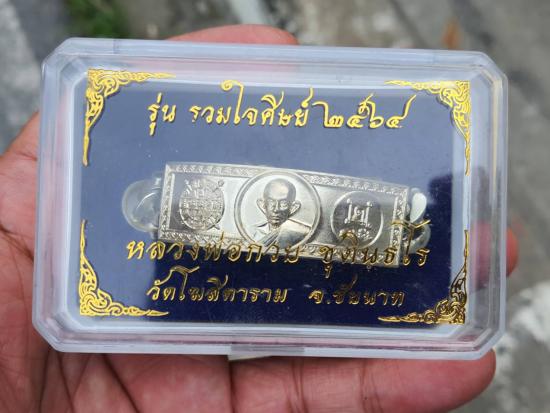 รุ่น รวมใจศิษย์ ๒๕๖๔
หลวงพ่อกวย ชุตินฺธโร
วัดโฆสิตาราม จ.ชัยนาท